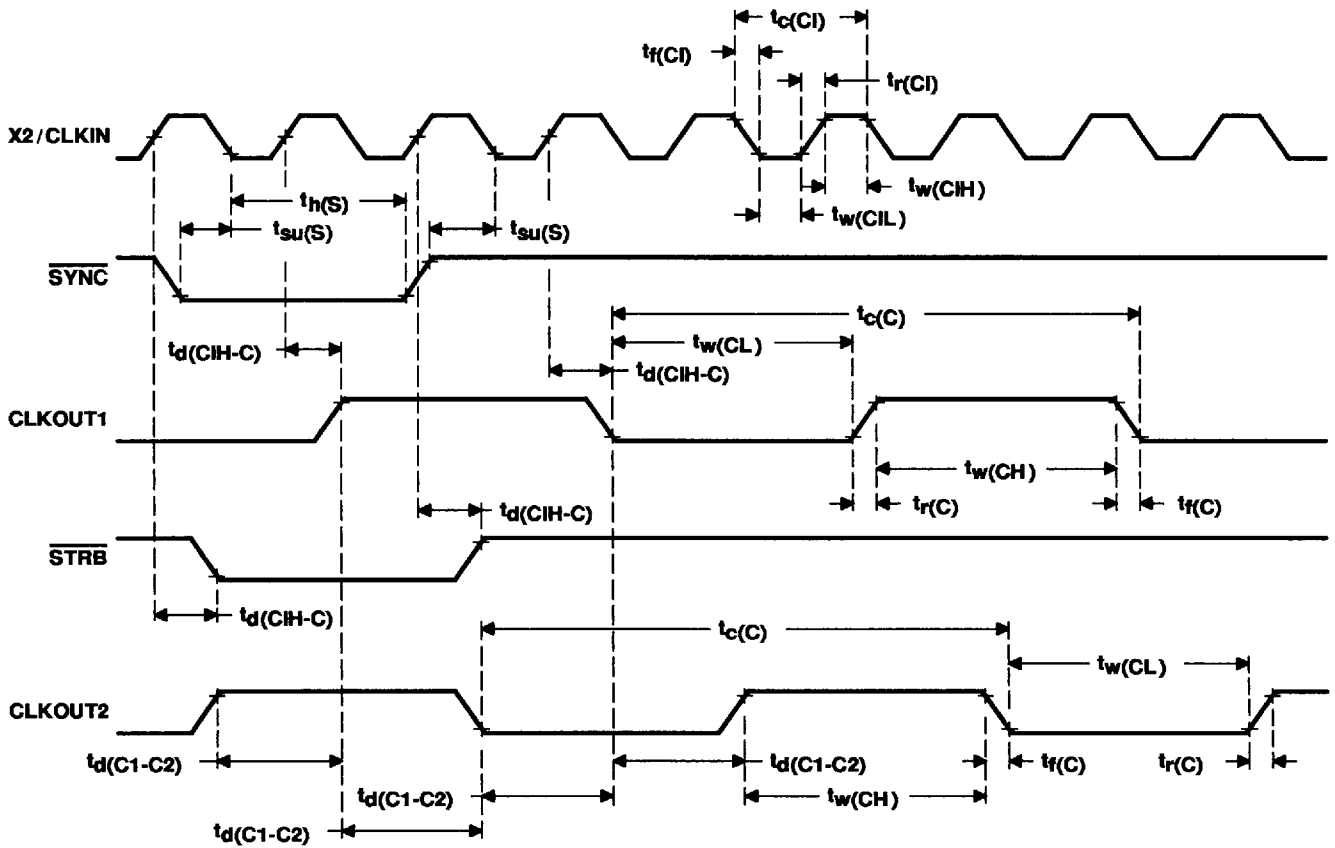 tc(CI)
tf(CI)
tr(CI)
X2/CLKIN
tw(CIH)
th(S)
tw(CIL)
tsu(S)
tsu(S)
SYNC
tc(C)
tw(CL)
td(CIH-C)
td(CIH-C)
CLKOUT1
tw(CH)
td(CIH-C)
tr(C)
tf(C)
STRB
td(CIH-C)
tc(C)
tw(CL)
CLKOUT2
td(C1-C2)
td(C1-C2)
tf(C)
tr(C)
td(C1-C2)
tw(CH)
td(C1-C2)